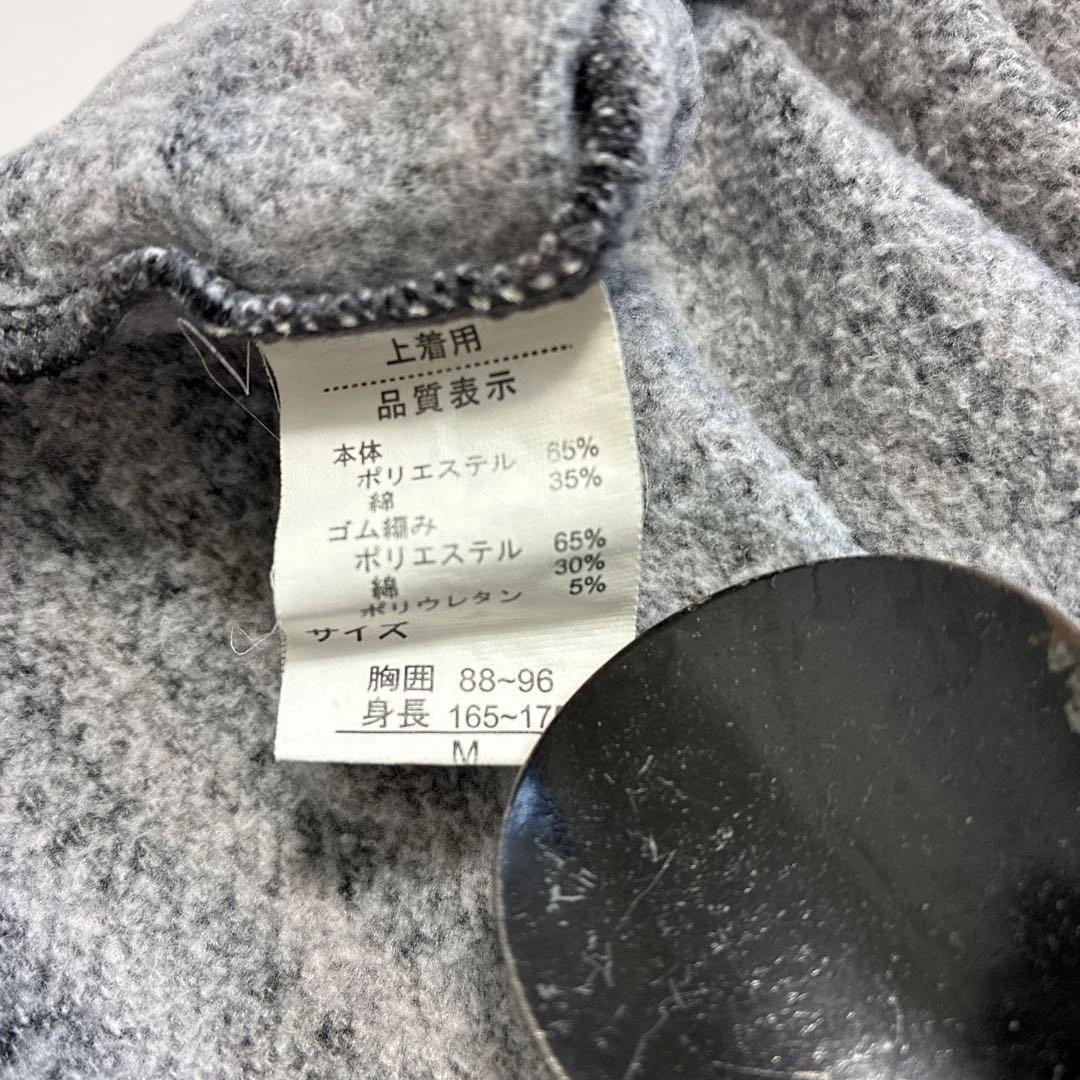 上着用
品質表示
本体
ポリエステル 65%
綿 35%
ゴム編み
ポリエステル 65%
綿 30%
ポリウレタン 5%
サイズ
胸囲 88~96
身長 165~175
M